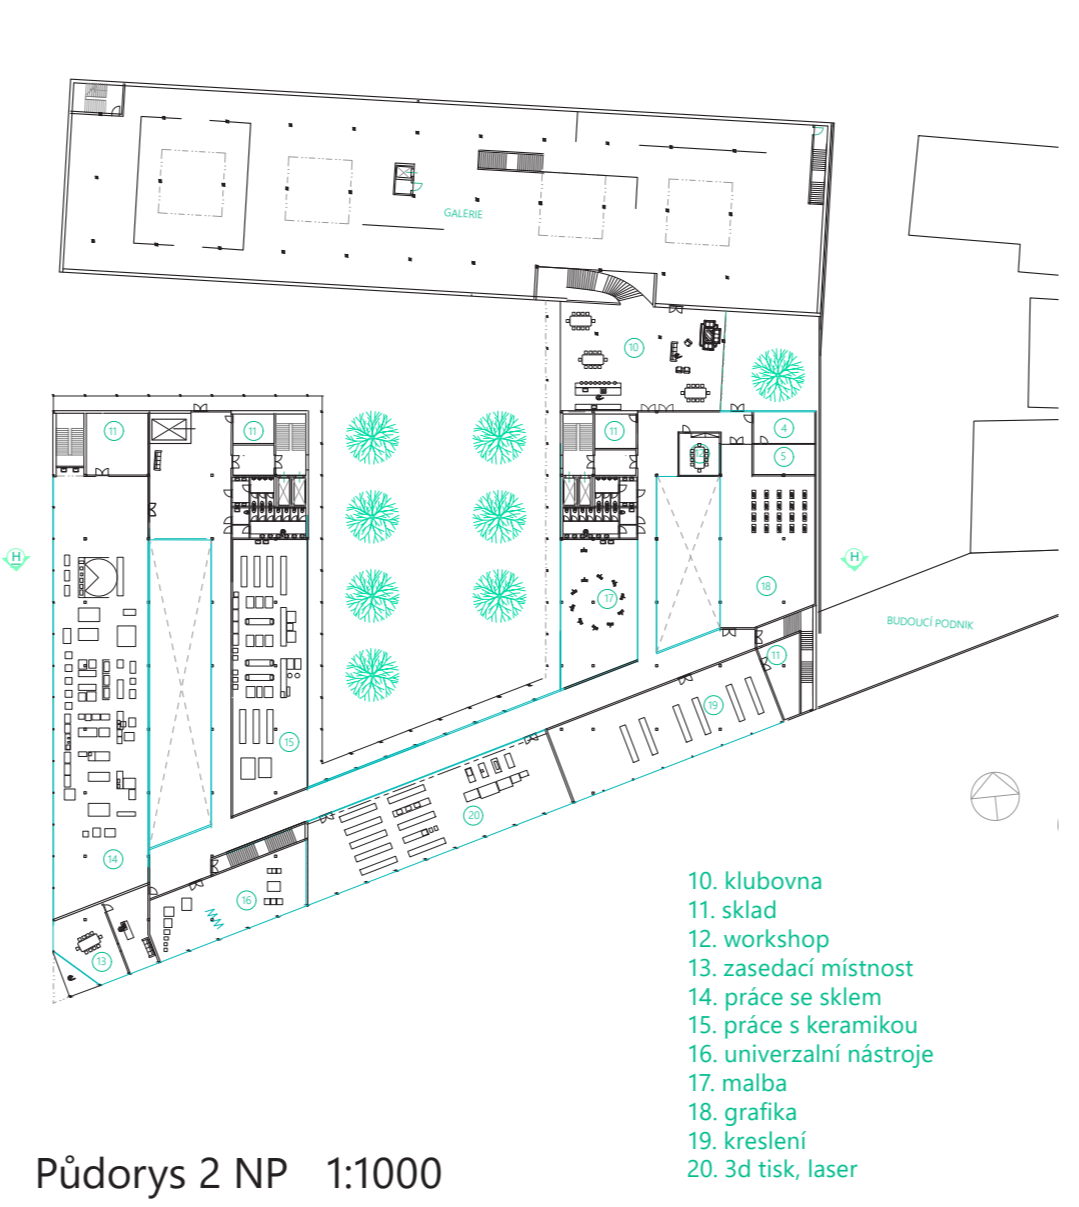 GALERIE
10
11
11
11
4
12
5
H
H
17
18
BUDOUCÍ PODNIK
11
19
15
20
14
16
13
10. klubovna
11. sklad
12. workshop
13. zasedací místnost
14. práce se sklem
15. práce s keramikou
16. univerzalní nástroje
17. malba
18. grafika
19. kreslení
20. 3d tisk, laser
Půdorys 2 NP 1:1000